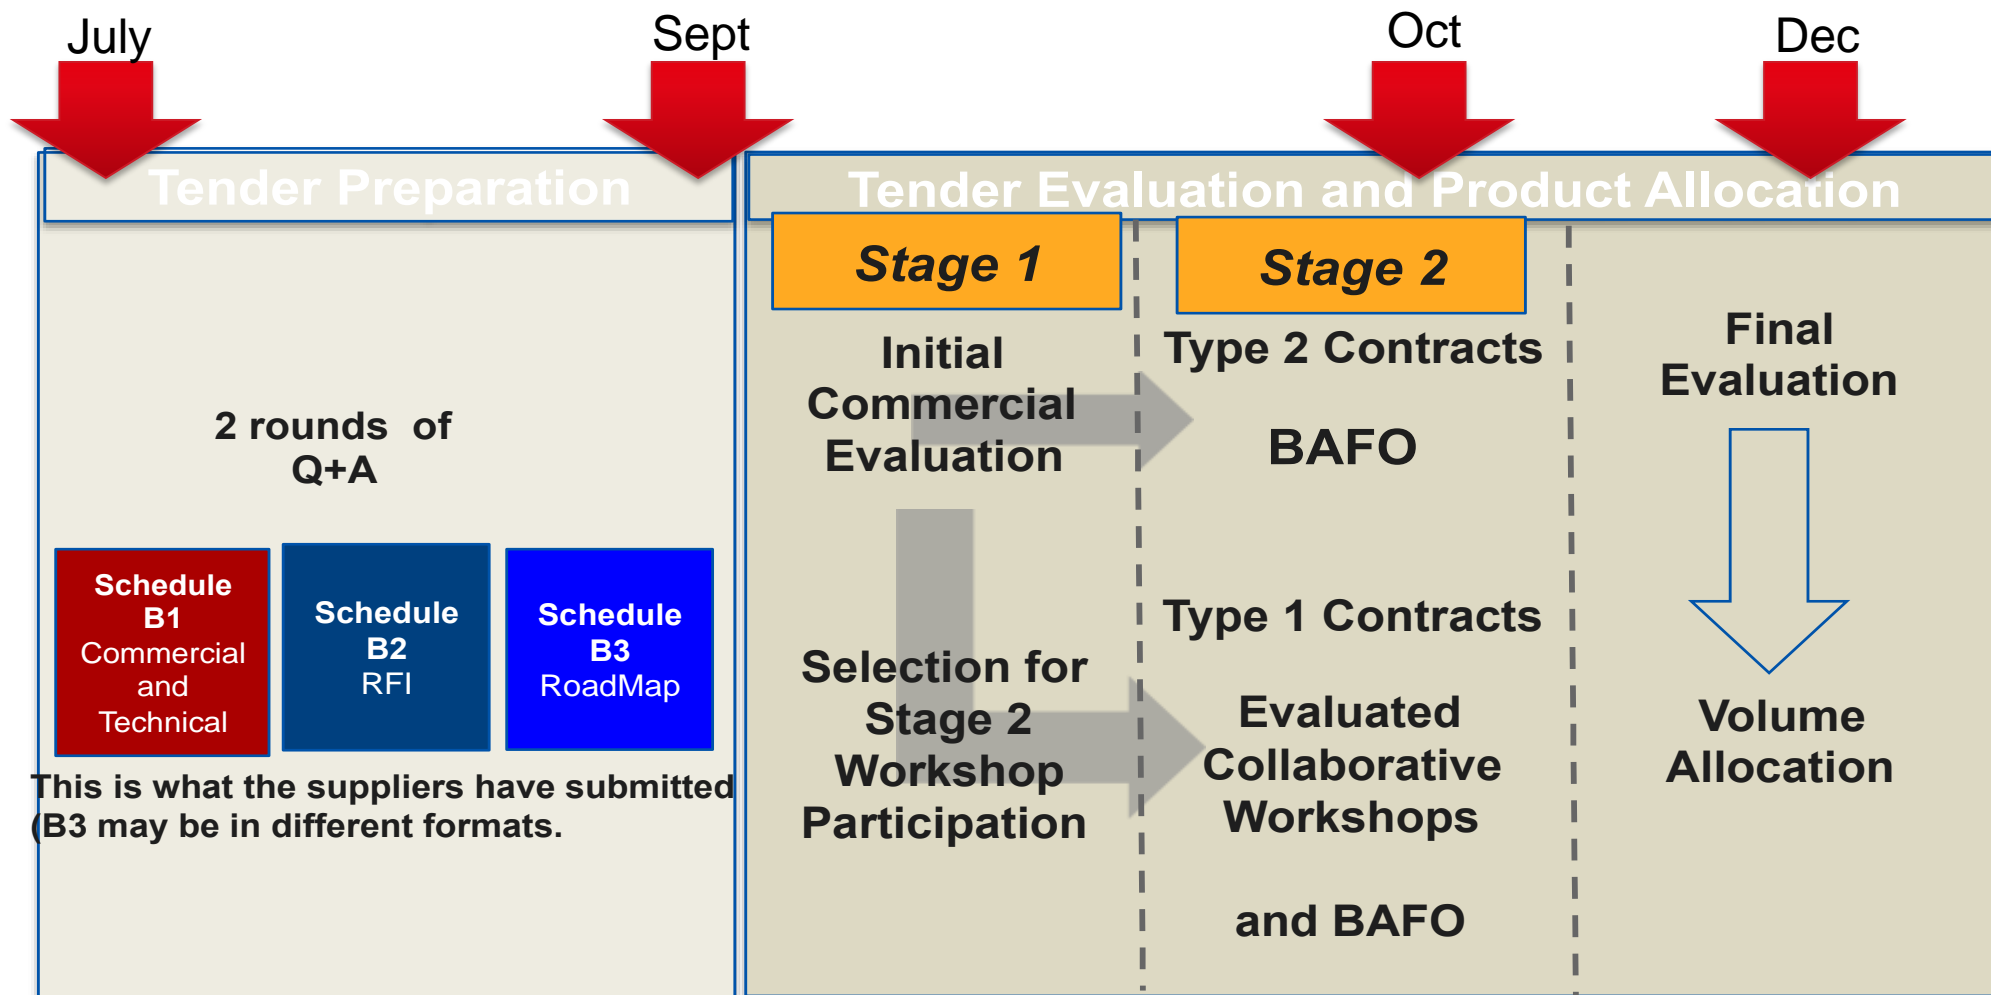 July
Sept
Oct
Dec
Tender Preparation
2 rounds of
Q+A
Schedule
B1
Commercial
and
Technical
Schedule
B2
RFI
Schedule
B3
RoadMap
This is what the suppliers have submitted
(B3 may be in different formats.
Tender Evaluation and Product Allocation
Stage 1
Initial
Commercial
Evaluation
Selection for
Stage 2
Workshop
Participation
Stage 2
Type 2 Contracts
BAFO
Type 1 Contracts
Evaluated
Collaborative
Workshops
and BAFO
Final
Evaluation
Volume
Allocation